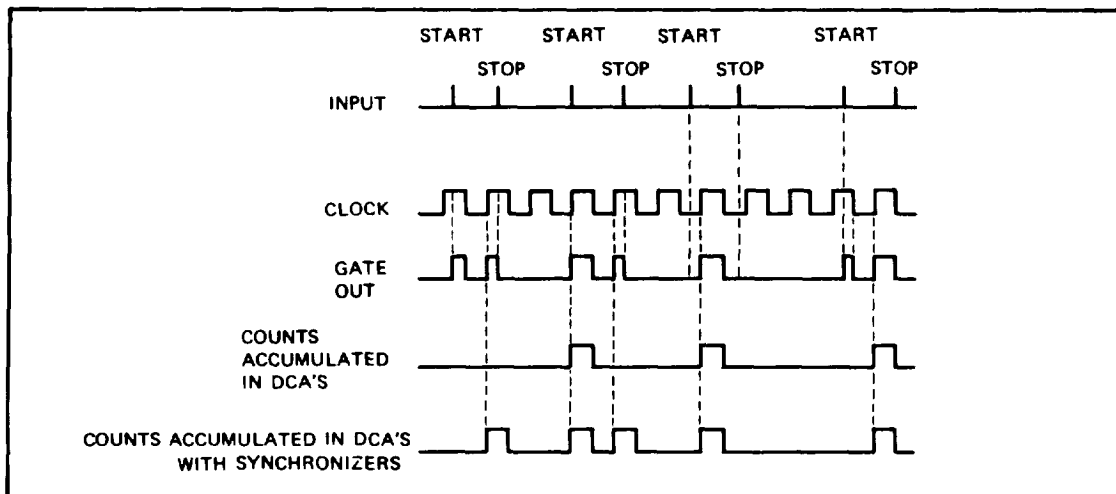 START START START START
STOP STOP STOP STOP
INPUT
CLOCK
GATE
OUT
COUNTS
ACCUMULATED
IN DCA'S
COUNTS ACCUMULATED IN DCA'S
WITH SYNCHRONIZERS